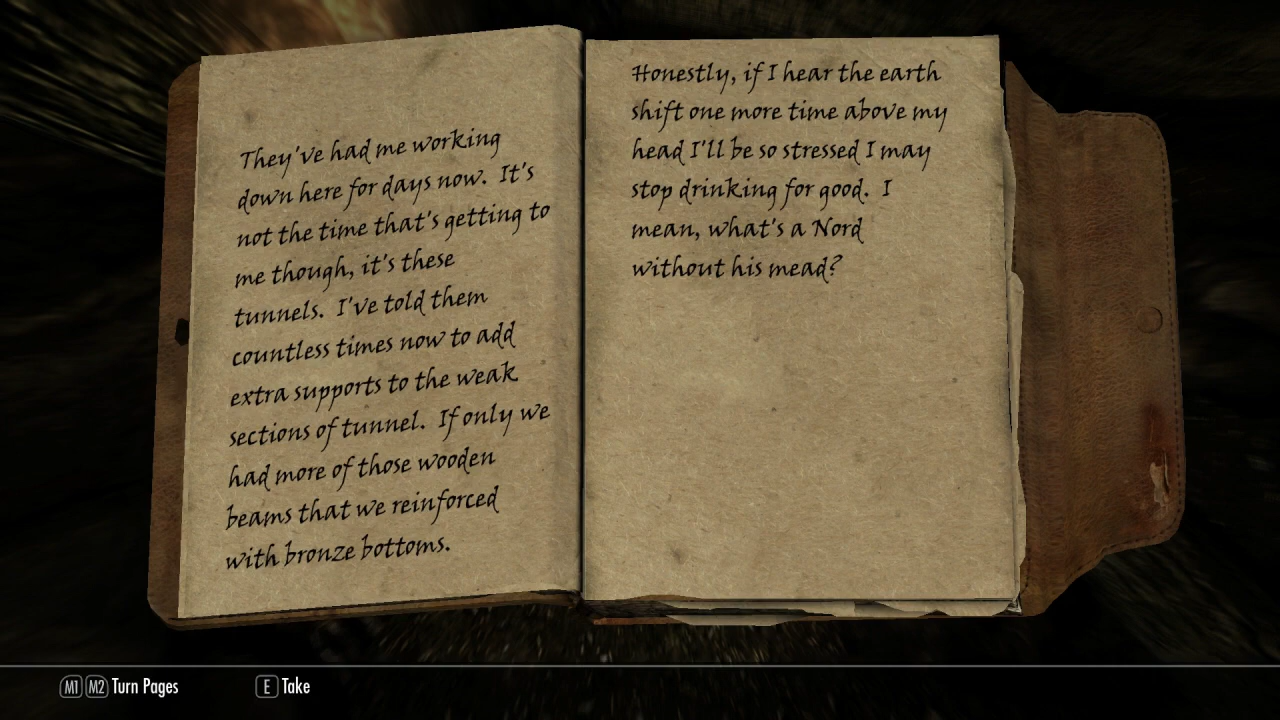 They've had me working
down here for days now. It's
not the time that's getting to
me though, it's these
tunnels. I've told them
countless times now to add
extra supports to the weak
sections of tunnel. If only we
had more of those wooden
beams that we reinforced
with bronze bottoms.
Honestly, if I hear the earth
shift one more time above my
head I'll be so stressed I may
stop drinking for good. I
mean, what's a Nord
without his mead?
M1 M2 Turn Pages
E Take